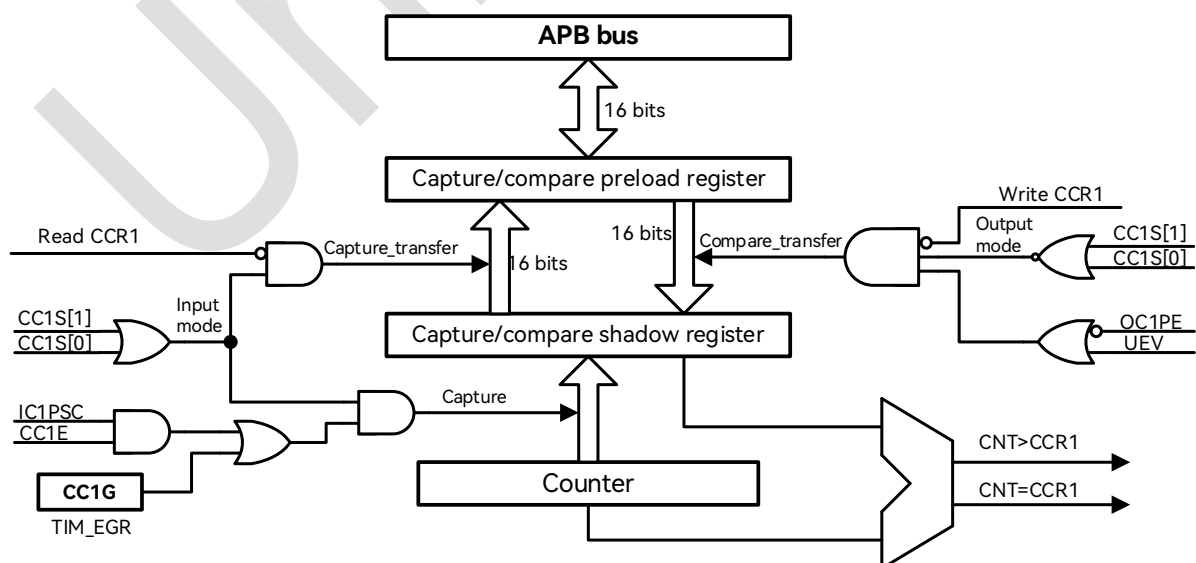 APB bus
16 bits
Capture/compare preload register
Write CCR1
Read CCR1
Capture_transfer
16 bits
16 bits
Compare_transfer
Output
mode
CC1S[1]
CC1S[0]
Input
mode
CC1S[1]
CC1S[0]
Capture/compare shadow register
OC1PE
UEV
IC1PSC
CC1E
Capture
CNT>CCR1
CC1G
Counter
CNT=CCR1
TIM_EGR